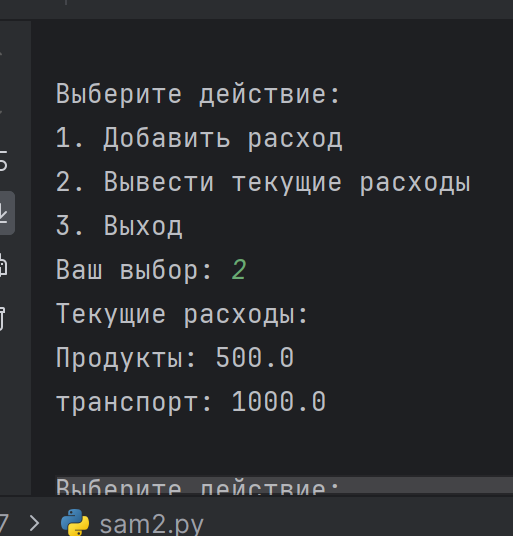 Выберите действие:
1. Добавить расход
2. Вывести текущие расходы
3. Выход
Ваш выбор: 2
Текущие расходы:
Продукты: 500.0
транспорт: 1000.0
Выберите действие:
7 > sam2.py